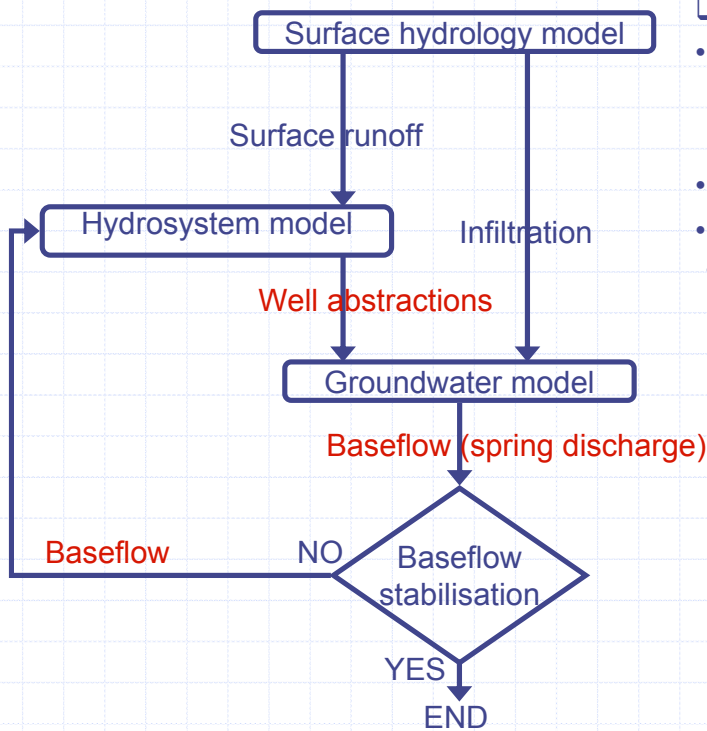 Surface hydrology model
Surface runoff
Hydrosystem model
Infiltration
Well abstractions
Groundwater model
Baseflow (spring discharge)
Baseflow
NO
Baseflow
stabilisation
YES
END